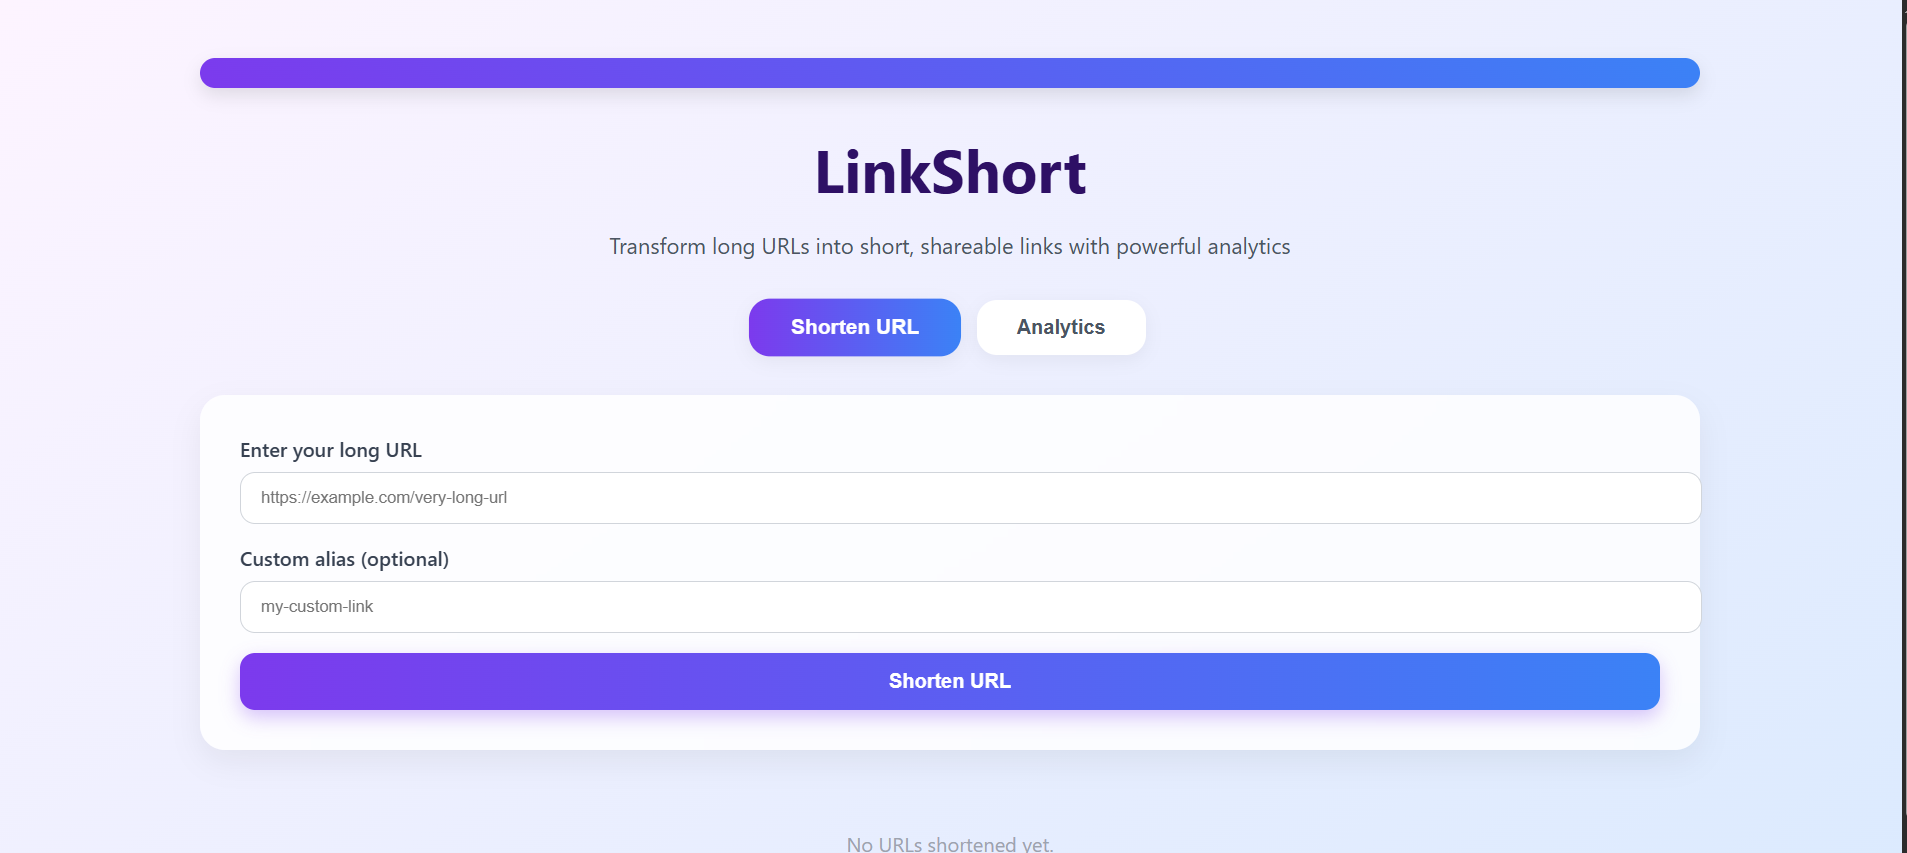 LinkShort
Transform long URLs into short, shareable links with powerful analytics
Shorten URL
Analytics
Enter your long URL
https://example.com/very-long-url
Custom alias (optional)
my-custom-link
Shorten URL
No URLs shortened yet.